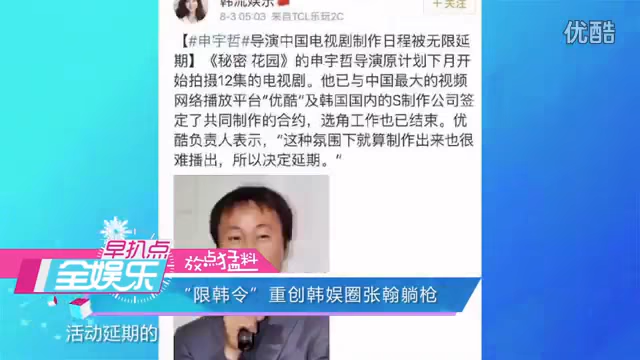 韩流娱乐
8-3 05:03 来自TCL乐玩2C
+关注
优酷
【#申宇哲#导演中国电视剧制作日程被无限延
期】《秘密 花园》的申宇哲导演原计划下月开
始拍摄12集的电视剧。他已与中国最大的视频
网络播放平台“优酷”及韩国国内的S制作公司签
定了共同制作的合约，选角工作也已结束。优
酷负责人表示，“这种氛围下就算制作出来也很
难播出，所以决定延期。“
早扒点
全娱乐
放点猛料
“限韩令”重创韩娱圈张翰躺枪
活动延期的